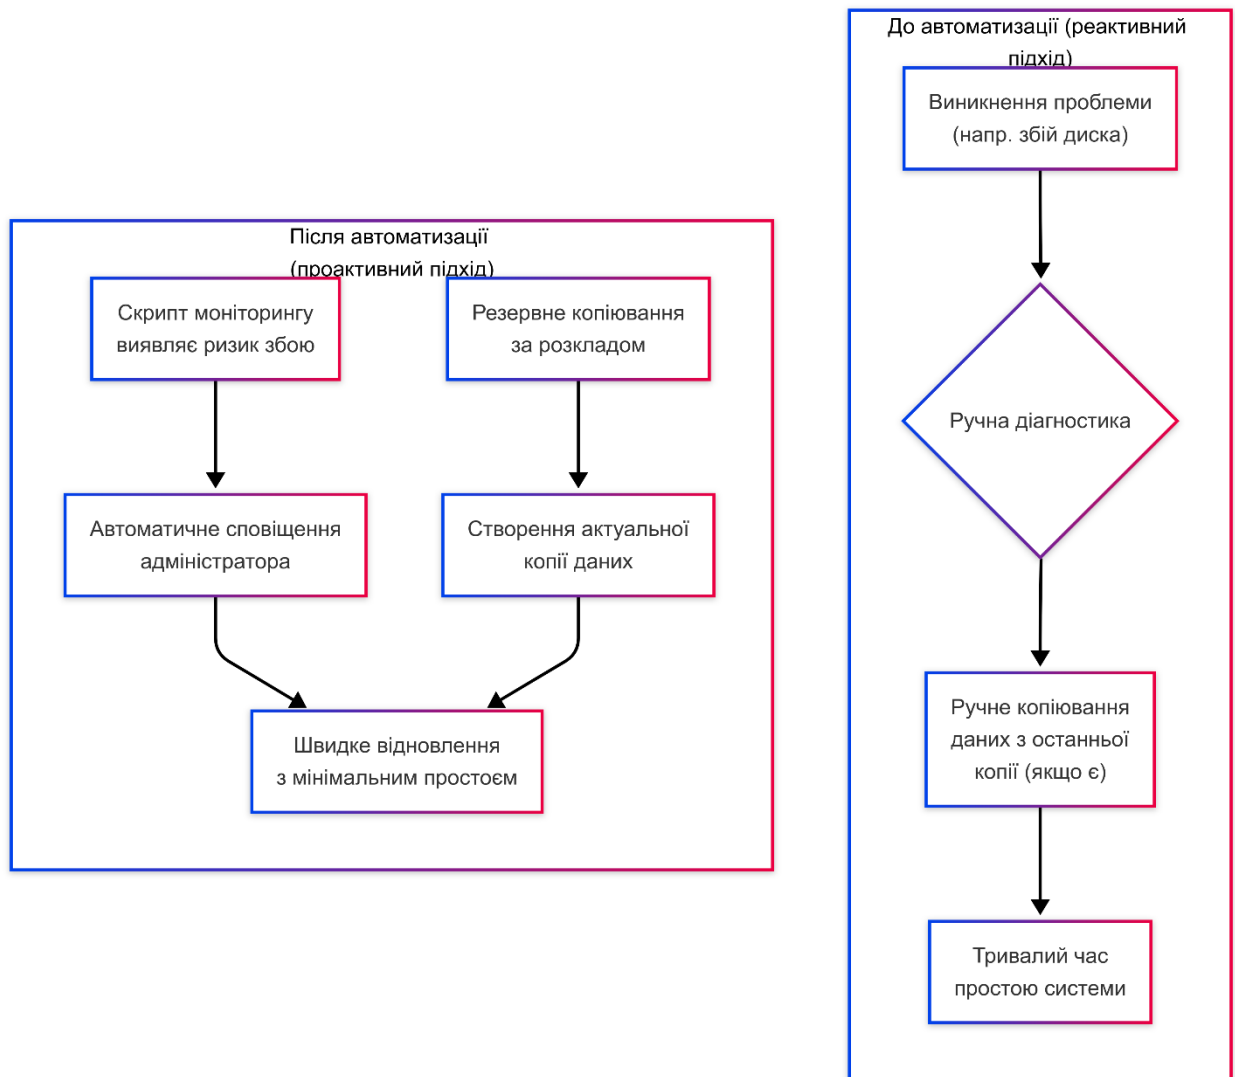 Після автоматизації
(проактивний підхід)
Скрипт моніторингу
виявляє ризик збою
Резервне копіювання
за розкладом
Автоматичне сповіщення
адміністратора
Створення актуальної
копії даних
Швидке відновлення
з мінімальним простоєм
До автоматизації (реактивний
підхід)
Виникнення проблеми
(напр. збій диска)
Ручна діагностика
Ручне копіювання
даних з останньої
копії (якщо є)
Тривалий час
простою системи